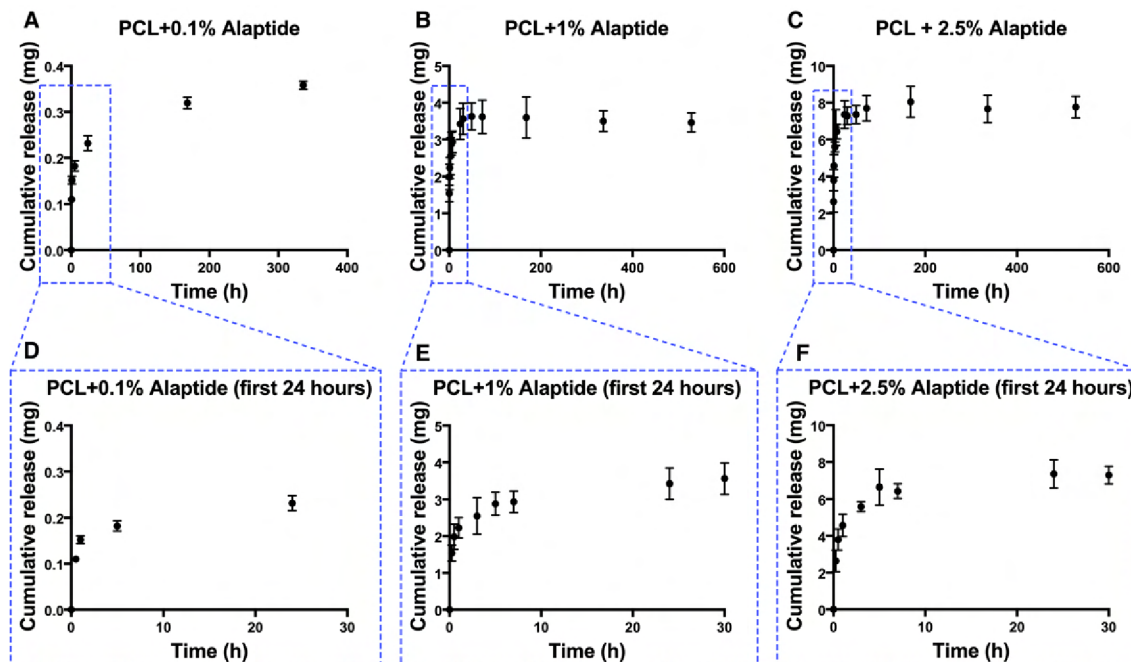 A
PCL+0.1% Alaptide
Cumulative release (mg)
0.4
0.3
0.2
0.1
0.0
0
100
200
300
400
Time (h)
B
PCL+1% Alaptide
Cumulative release (mg)
5
4
3
2
1
0
0
200
400
600
Time (h)
C
PCL + 2.5% Alaptide
Cumulative release (mg)
10
8
6
4
2
0
0
200
400
600
Time (h)
D
PCL+0.1% Alaptide (first 24 hours)
Cumulative release (mg)
0.4
0.3
0.2
0.1
0.0
0
10
20
30
Time (h)
E
PCL+1% Alaptide (first 24 hours)
Cumulative release (mg)
5
4
3
2
1
0
0
10
20
30
Time (h)
F
PCL+2.5% Alaptide (first 24 hours)
Cumulative release (mg)
10
8
6
4
2
0
0
10
20
30
Time (h)